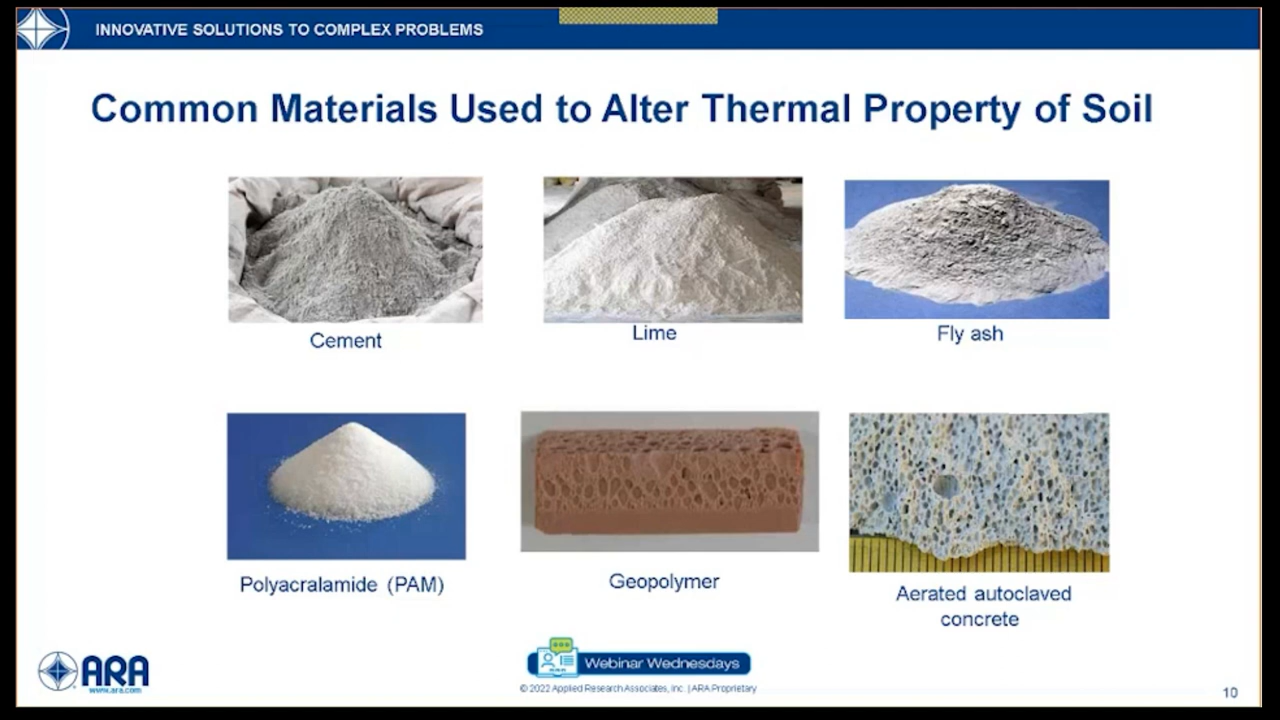 INNOVATIVE SOLUTIONS TO COMPLEX PROBLEMS
Common Materials Used to Alter Thermal Property of Soil
Cement
Lime
Fly ash
Polyacralamide (PAM)
Geopolymer
Aerated autoclaved
concrete
ARA
www.ara.com
Webinar Wednesdays
© 2022 Applied Research Associates, Inc. | ARA Proprietary
10